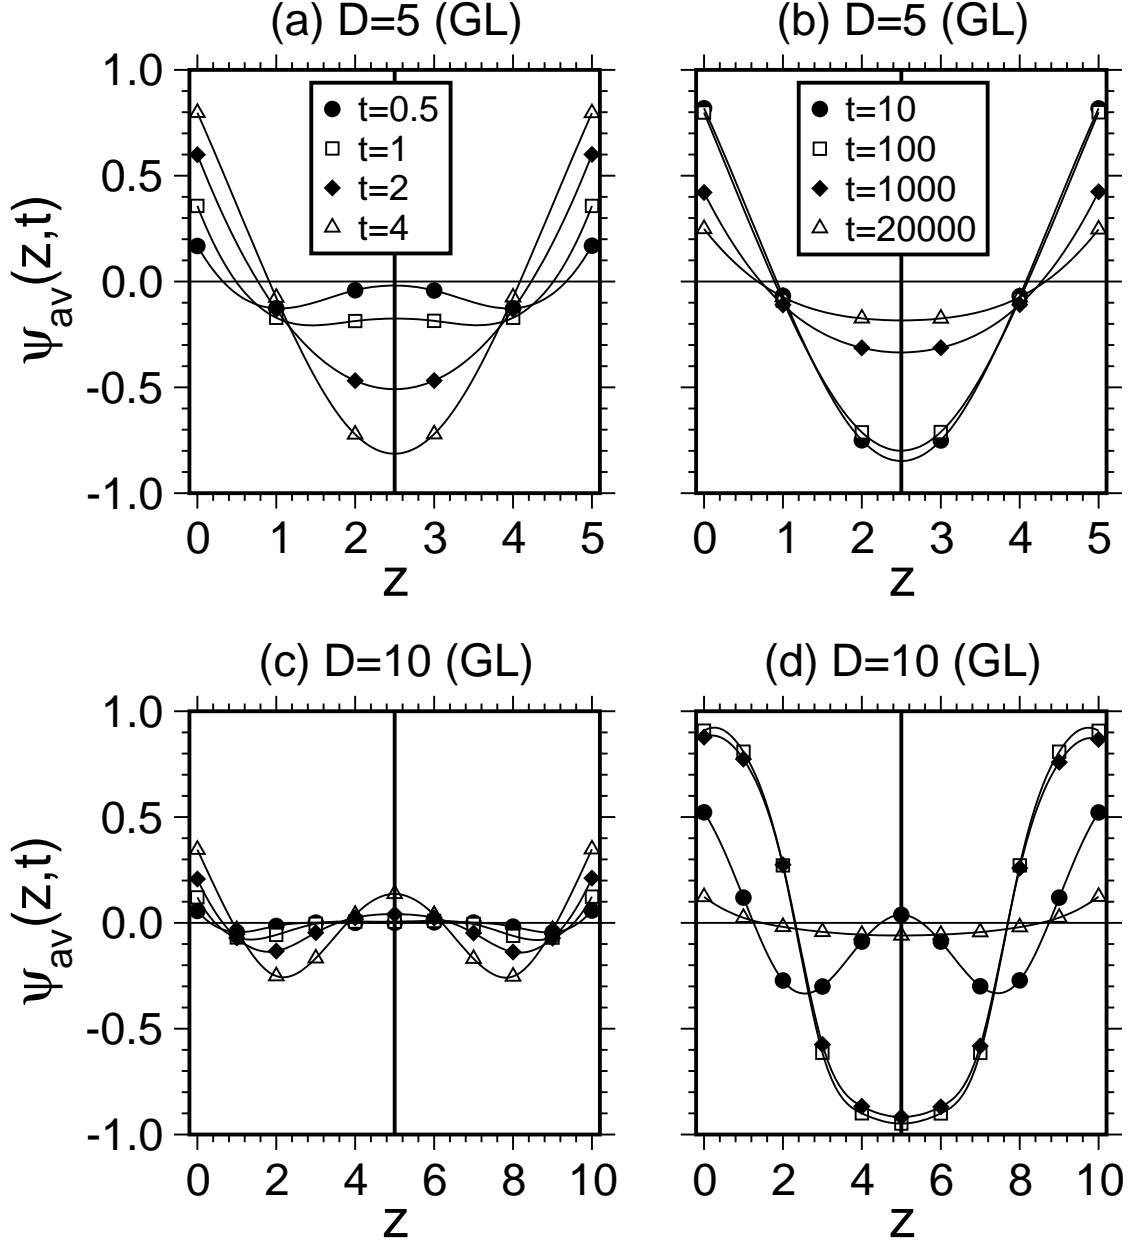 (a) D=5 (GL)
1.0
0.5
0.0
-0.5
-1.0
ψav(z,t)
t=0.5
t=1
t=2
t=4
0 1 2 3 4 5
z
(b) D=5 (GL)
t=10
t=100
t=1000
t=20000
0 1 2 3 4 5
z
(c) D=10 (GL)
1.0
0.5
0.0
-0.5
-1.0
ψav(z,t)
0 2 4 6 8 10
z
(d) D=10 (GL)
0 2 4 6 8 10
z